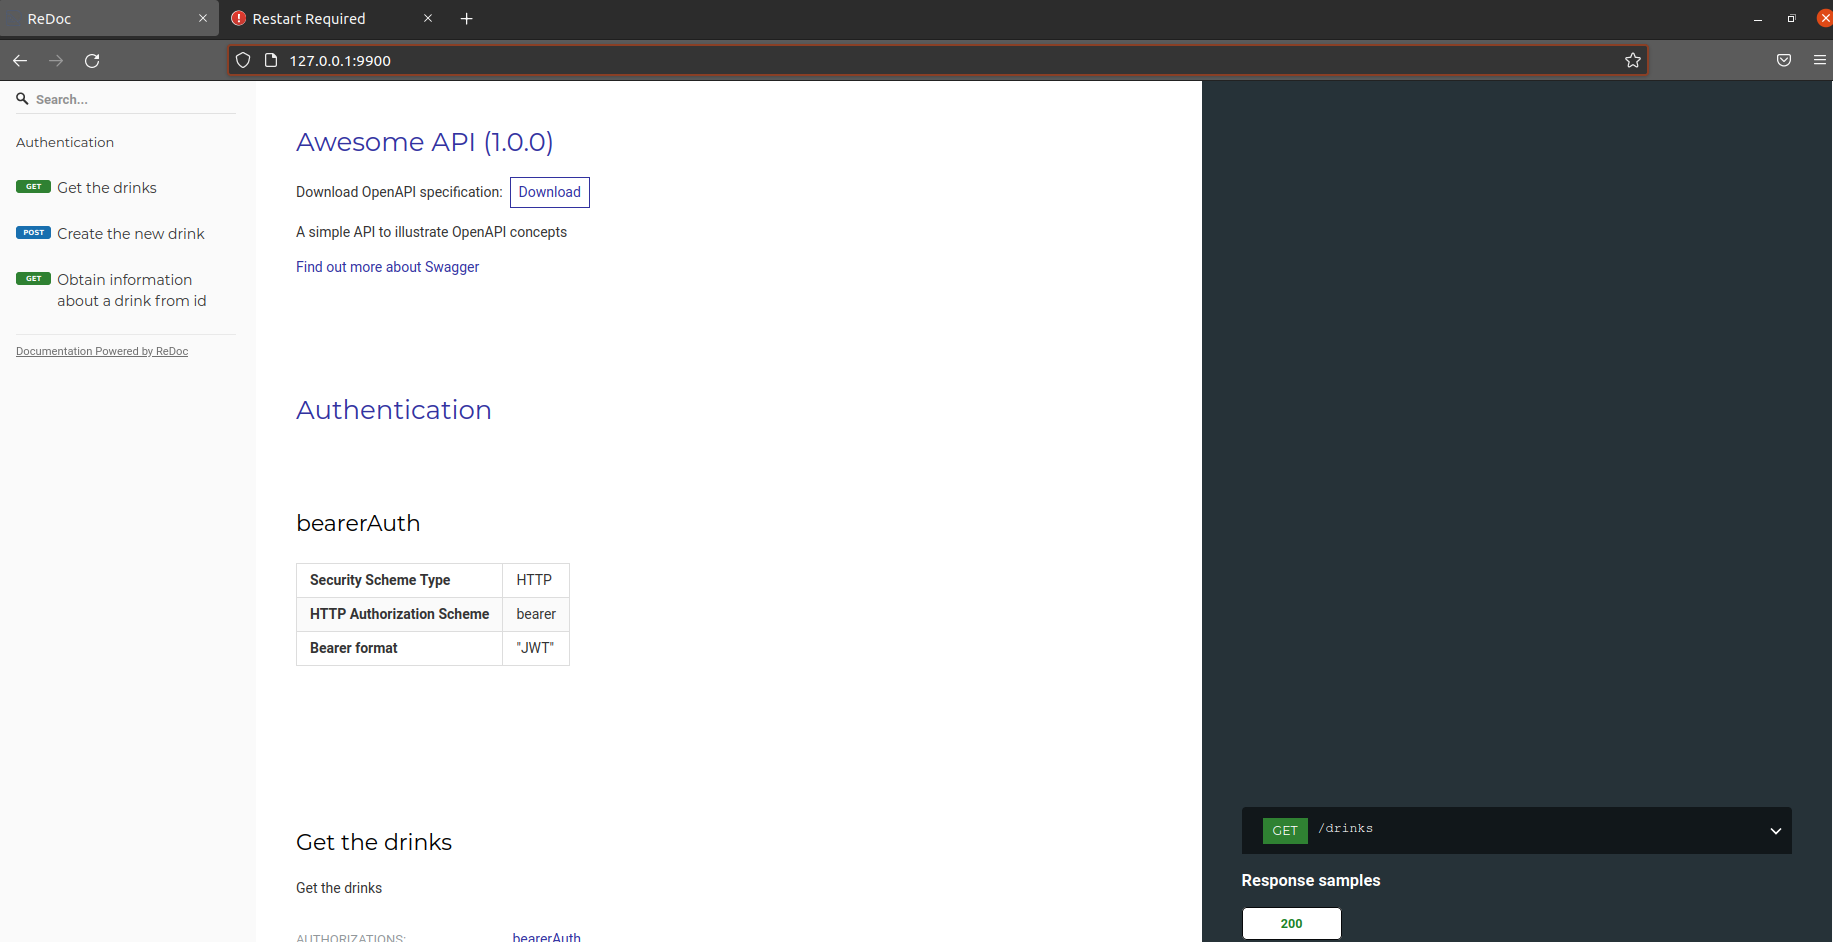 ReDoc
Restart Required
127.0.0.1:9900
Search...
Authentication
GET Get the drinks
POST Create the new drink
GET Obtain information
about a drink from id
Documentation Powered by ReDoc
Awesome API (1.0.0)
Download OpenAPI specification: Download
A simple API to illustrate OpenAPI concepts
Find out more about Swagger
Authentication
bearerAuth
Security Scheme Type HTTP
HTTP Authorization Scheme bearer
Bearer format "JWT"
Get the drinks
Get the drinks
AUTHORIZATIONS: bearerAuth
GET /drinks
Response samples
200